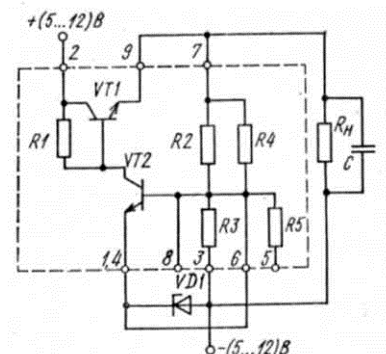 +(5...12)В
2 9 7
VT1
R1 VT2 R2 R4 Rн C
R3 R5
1,4 8 3 6 5
VD1
-(5...12)В